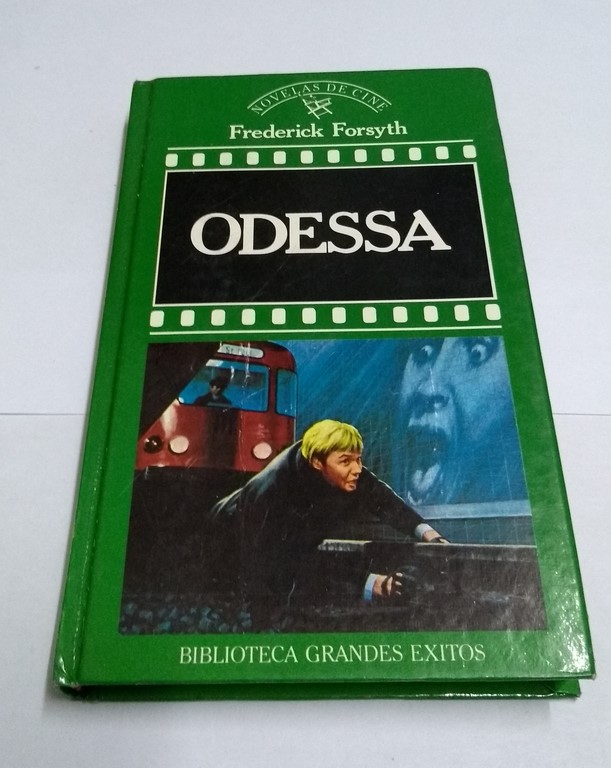 NOVELAS DE CINE
Frederick Forsyth
ODESSA
BIBLIOTECA GRANDES EXITOS